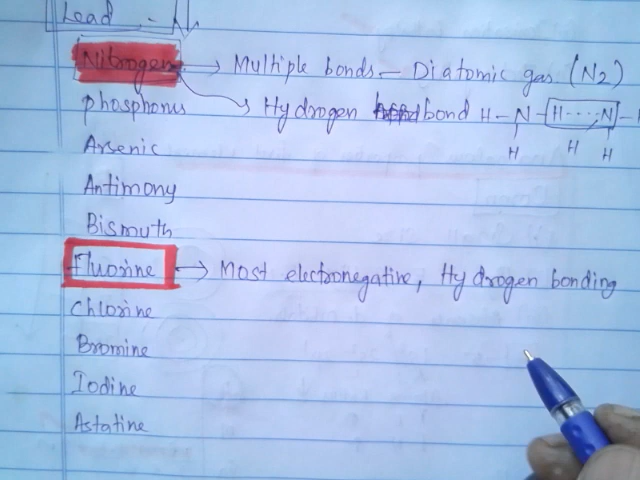 Lead -
Nitrogen → Multiple bonds - Diatomic gas (N2)
phosphorus → Hydrogen bond H-N-H····N-H
H H H
Arsenic
Antimony
Bismuth
Fluorine → Most electronegative, Hydrogen bonding
Chlorine
Bromine
Iodine
Astatine